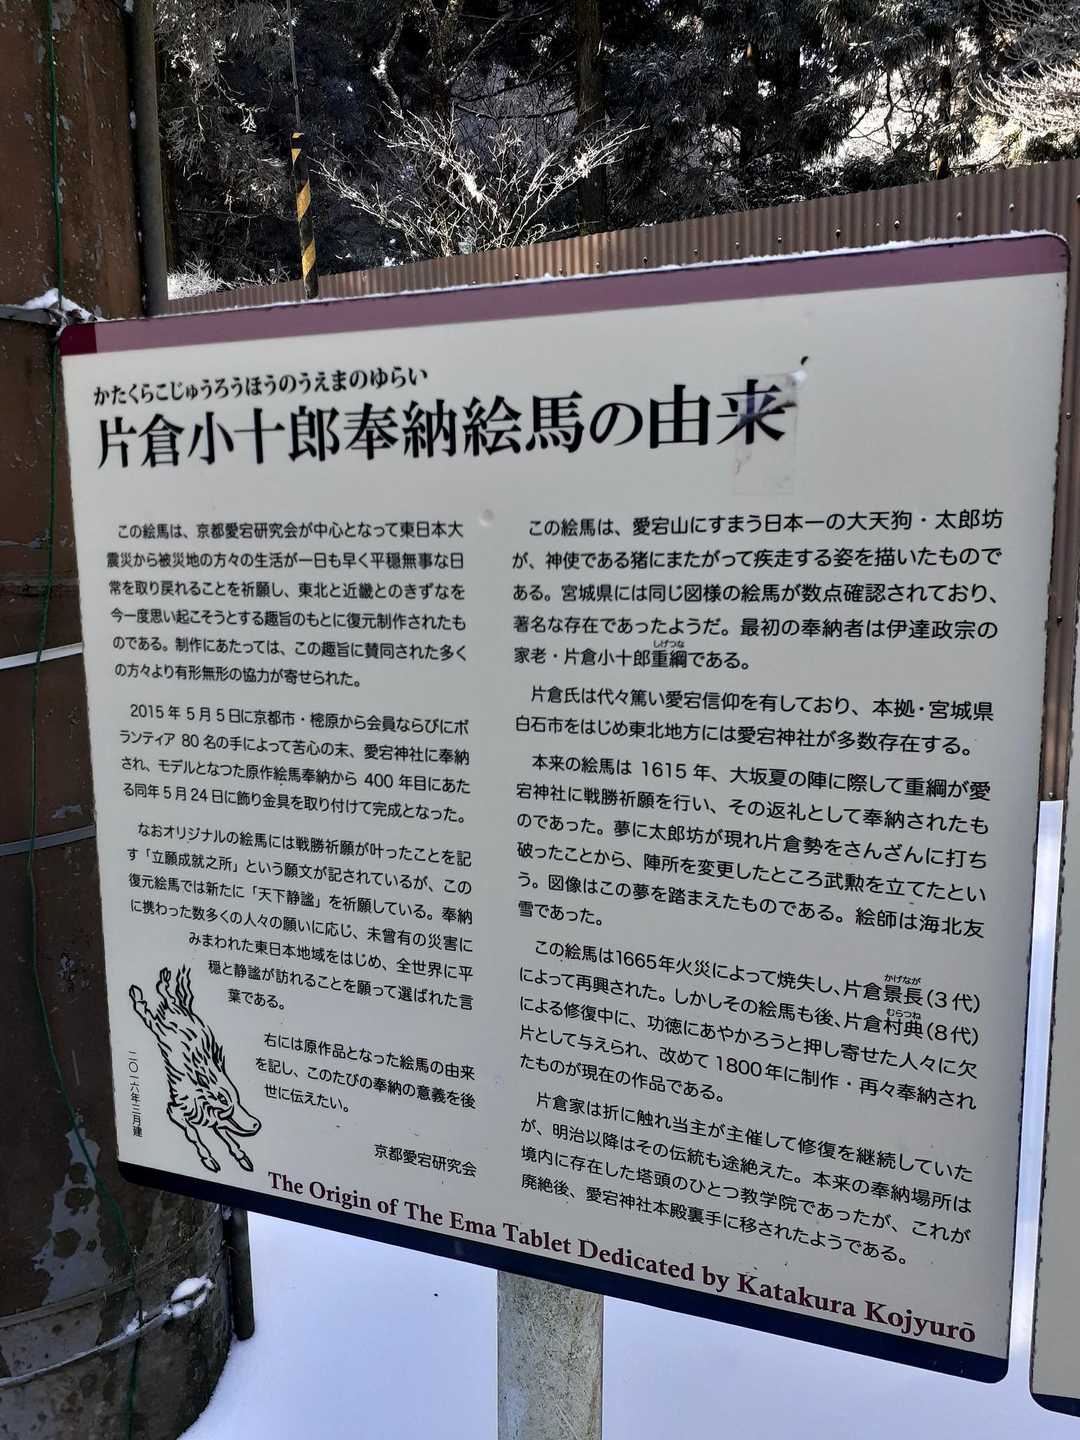 かたくらこじゅうろうほうのうえまのゆらい
片倉小十郎奉納絵馬の由来
この絵馬は、京都愛宕研究会が中心となって東日本大
震災から被災地の方々の生活が一日も早く平穏無事な日
常を取り戻れることを祈願し、東北と近畿とのきずなを
今一度思い起こそうとする趣旨のもとに復元制作されたも
のである。制作にあたっては、この趣旨に賛同された多く
の方々より有形無形の協力が寄せられた。
2015年5月5日に京都市・樒原から会員ならびにボ
ランティア 80名の手によって苦心の末、愛宕神社に奉納
され、モデルとなつた原作絵馬奉納から 400 年目にあた
る同年5月24日に飾り金具を取り付けて完成となった。
なおオリジナルの絵馬には戦勝祈願が叶ったことを記
す「立願成就之所」という願文が記されているが、この
復元絵馬では新たに「天下静謐」を祈願している。奉納
に携わった数多くの人々の願いに応じ、未曾有の災害に
みまわれた東日本地域をはじめ、全世界に平
穏と静謐が訪れることを願って選ばれた言
葉である。
右には原作品となった絵馬の由来
を記し、このたびの奉納の意義を後
世に伝えたい。
京都愛宕研究会
二〇一六年三月建
この絵馬は、愛宕山にすまう日本一の大天狗・太郎坊
が、神使である猪にまたがって疾走する姿を描いたもので
ある。宮城県には同じ図様の絵馬が数点確認されており、
著名な存在であったようだ。最初の奉納者は伊達政宗の
しげつな
家老・片倉小十郎重綱である。
片倉氏は代々篤い愛宕信仰を有しており、本拠・宮城県
白石市をはじめ東北地方には愛宕神社が多数存在する。
本来の絵馬は 1615 年、大坂夏の陣に際して重綱が愛
宕神社に戦勝祈願を行い、その返礼として奉納されたも
のであった。夢に太郎坊が現れ片倉勢をさんざんに打ち
破ったことから、陣所を変更したところ武勲を立てたとい
う。図像はこの夢を踏まえたものである。絵師は海北友
雪であった。
かげなが
この絵馬は1665年火災によって焼失し、片倉景長(3代)
むらつね
によって再興された。しかしその絵馬も後、片倉村典(8代)
による修復中に、功徳にあやかろうと押し寄せた人々に欠
片として与えられ、改めて1800年に制作・再々奉納され
たものが現在の作品である。
片倉家は折に触れ当主が主催して修復を継続していた
が、明治以降はその伝統も途絶えた。本来の奉納場所は
境内に存在した塔頭のひとつ教学院であったが、これが
廃絶後、愛宕神社本殿裏手に移されたようである。
The Origin of The Ema Tablet Dedicated by Katakura Kojyurō